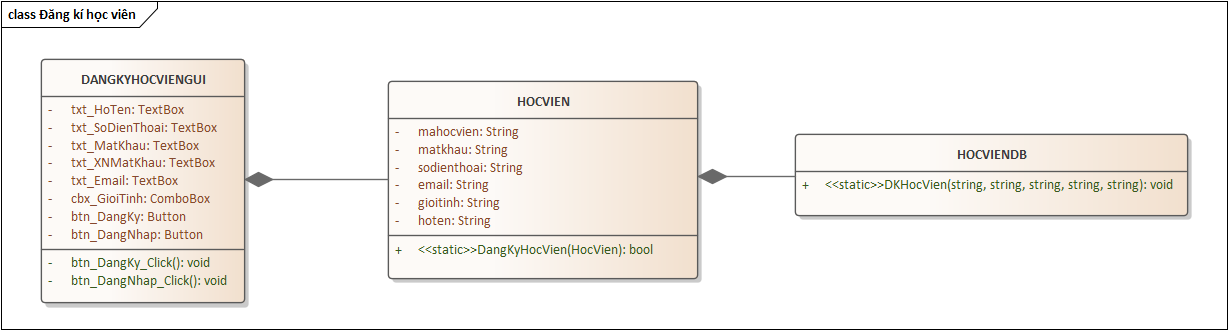 class Đăng kí học viên
DANGKYHOCVIENGUI
- txt_HoTen: TextBox
- txt_SoDienThoai: TextBox
- txt_MatKhau: TextBox
- txt_XNMatKhau: TextBox
- txt_Email: TextBox
- cbx_GioiTinh: ComboBox
- btn_DangKy: Button
- btn_DangNhap: Button
- btn_DangKy_Click(): void
- btn_DangNhap_Click(): void
HOCVIEN
- mahocvien: String
- matkhau: String
- sodienthoai: String
- email: String
- gioitinh: String
- hoten: String
+ <<static>>DangKyHocVien(HocVien): bool
HOCVIENDB
+ <<static>>DKHocVien(string, string, string, string, string): void